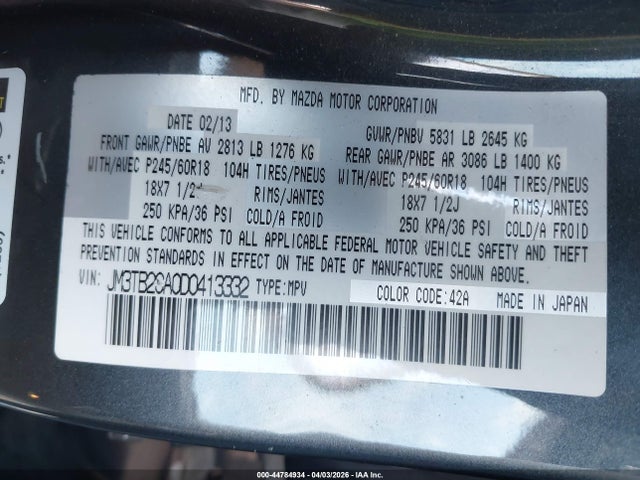 MFD. BY MAZDA MOTOR CORPORATION
DATE 02/13
GVWR/PNBV 5831 LB 2645 KG
FRONT GAWR/PNBE AV 2813 LB 1276 KG
REAR GAWR/PNBE AR 3086 LB 1400 KG
WITH/AVEC P245/60R18 104H TIRES/PNEUS
WITH/AVEC P245/60R18 104H TIRES/PNEUS
18X7 1/2J RIMS/JANTES
18X7 1/2J RIMS/JANTES
250 KPA/36 PSI COLD/A FROID
250 KPA/36 PSI COLD/A FROID
THIS VEHICLE CONFORMS TO ALL APPLICABLE FEDERAL MOTOR VEHICLE SAFETY AND THEFT
PREVENTION STANDARDS IN EFFECT ON THE DATE OF MANUFACTURE SHOWN ABOVE.
VIN: JM3TB2CA0D0413332 TYPE:MPV COLOR CODE:42A MADE IN JAPAN
000-44784934 - 04/03/2026 - IAA Inc.